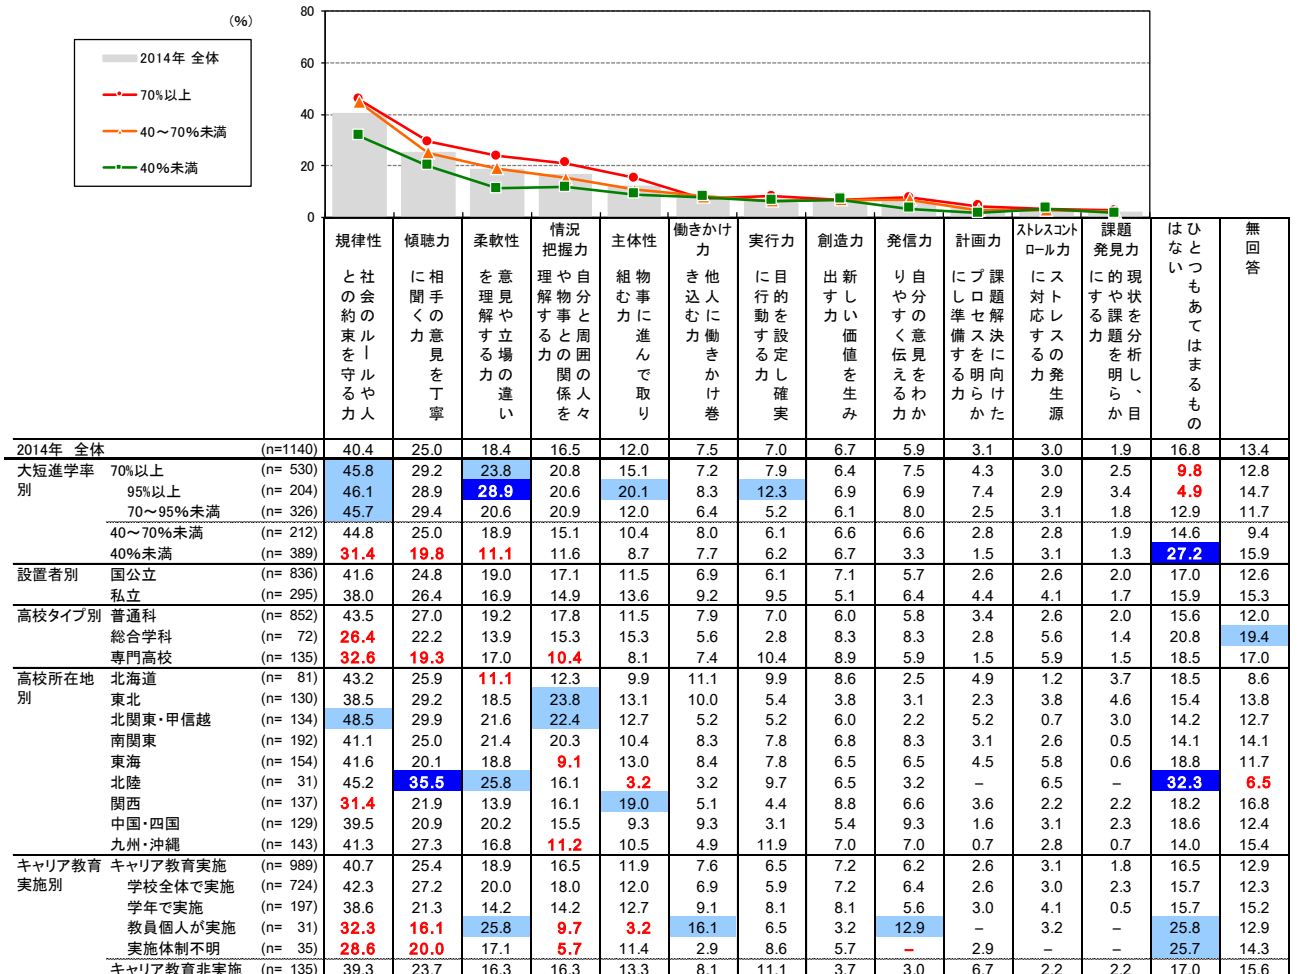 (%)
80
60
40
20
0
2014年 全体
70%以上
40～70%未満
40%未満
規律性 傾聴力 柔軟性 情況把握力 主体性 働きかけ力 実行力 創造力 発信力 計画力 ストレスコントロール力 課題発見力 ひとつもあてはまるものはない 無回答
社会のルールや人との約束を守る力
相手の意見を丁寧に聞く力
意見や立場の違いを理解する力
自分と周囲の人々や物事との関係を理解する力
物事に進んで取り組む力
他人に働きかけ巻き込む力
目的を設定し確実に行動する力
新しい価値を生み出す力
自分の意見をわかりやすく伝える力
課題解決に向けたプロセスを明らかにし準備する力
ストレスの発生源に対応する力
現状を分析し、目的や課題を明らかにする力
2014年 全体 (n=1140) 40.4 25.0 18.4 16.5 12.0 7.5 7.0 6.7 5.9 3.1 3.0 1.9 16.8 13.4
大短進学率別 70%以上 (n= 530) 45.8 29.2 23.8 20.8 15.1 7.2 7.9 6.4 7.5 4.3 3.0 2.5 9.8 12.8
95%以上 (n= 204) 46.1 28.9 28.9 20.6 20.1 8.3 12.3 6.9 6.9 7.4 2.9 3.4 4.9 14.7
70～95%未満 (n= 326) 45.7 29.4 20.6 20.9 12.0 6.4 5.2 6.1 8.0 2.5 3.1 1.8 12.9 11.7
40～70%未満 (n= 212) 44.8 25.0 18.9 15.1 10.4 8.0 6.1 6.6 6.6 2.8 2.8 1.9 14.6 9.4
40%未満 (n= 389) 31.4 19.8 11.1 11.6 8.7 7.7 6.2 6.7 3.3 1.5 3.1 1.3 27.2 15.9
設置者別 国公立 (n= 836) 41.6 24.8 19.0 17.1 11.5 6.9 6.1 7.1 5.7 2.6 2.6 2.0 17.0 12.6
私立 (n= 295) 38.0 26.4 16.9 14.9 13.6 9.2 9.5 5.1 6.4 4.4 4.1 1.7 15.9 15.3
高校タイプ別 普通科 (n= 852) 43.5 27.0 19.2 17.8 11.5 7.9 7.0 6.0 5.8 3.4 2.6 2.0 15.6 12.0
総合学科 (n= 72) 26.4 22.2 13.9 15.3 15.3 5.6 2.8 8.3 8.3 2.8 5.6 1.4 20.8 19.4
専門高校 (n= 135) 32.6 19.3 17.0 10.4 8.1 7.4 10.4 8.9 5.9 1.5 5.9 1.5 18.5 17.0
高校所在地別 北海道 (n= 81) 43.2 25.9 11.1 12.3 9.9 11.1 9.9 8.6 2.5 4.9 1.2 3.7 18.5 8.6
東北 (n= 130) 38.5 29.2 18.5 23.8 13.1 10.0 5.4 3.8 3.1 2.3 3.8 4.6 15.4 13.8
北関東・甲信越 (n= 134) 48.5 29.9 21.6 22.4 12.7 5.2 5.2 6.0 2.2 5.2 0.7 3.0 14.2 12.7
南関東 (n= 192) 41.1 25.0 21.4 20.3 10.4 8.3 7.8 6.8 8.3 3.1 2.6 0.5 14.1 14.1
東海 (n= 154) 41.6 20.1 18.8 9.1 13.0 8.4 7.8 6.5 6.5 4.5 5.8 0.6 18.8 11.7
北陸 (n= 31) 45.2 35.5 25.8 16.1 3.2 3.2 9.7 6.5 3.2 – 6.5 – 32.3 6.5
関西 (n= 137) 31.4 21.9 13.9 16.1 19.0 5.1 4.4 8.8 6.6 3.6 2.2 2.2 18.2 16.8
中国・四国 (n= 129) 39.5 20.9 20.2 15.5 9.3 9.3 3.1 5.4 9.3 1.6 3.1 2.3 18.6 12.4
九州・沖縄 (n= 143) 41.3 27.3 16.8 11.2 10.5 4.9 11.9 7.0 7.0 0.7 2.8 0.7 14.0 15.4
キャリア教育実施別 キャリア教育実施 (n= 989) 40.7 25.4 18.9 16.5 11.9 7.6 6.5 7.2 6.2 2.6 3.1 1.8 16.5 12.9
学校全体で実施 (n= 724) 42.3 27.2 20.0 18.0 12.0 6.9 5.9 7.2 6.4 2.6 3.0 2.3 15.7 12.3
学年で実施 (n= 197) 38.6 21.3 14.2 14.2 12.7 9.1 8.1 8.1 5.6 3.0 4.1 0.5 15.7 15.2
教員個人が実施 (n= 31) 32.3 16.1 25.8 9.7 3.2 16.1 6.5 3.2 12.9 – 3.2 – 25.8 12.9
実施体制不明 (n= 35) 28.6 20.0 17.1 5.7 11.4 2.9 8.6 5.7 – 2.9 – – 25.7 14.3
キャリア教育非実施 (n= 135) 39.3 23.7 16.3 16.3 13.3 8.1 11.1 3.7 3.0 6.7 2.2 2.2 17.0 15.6